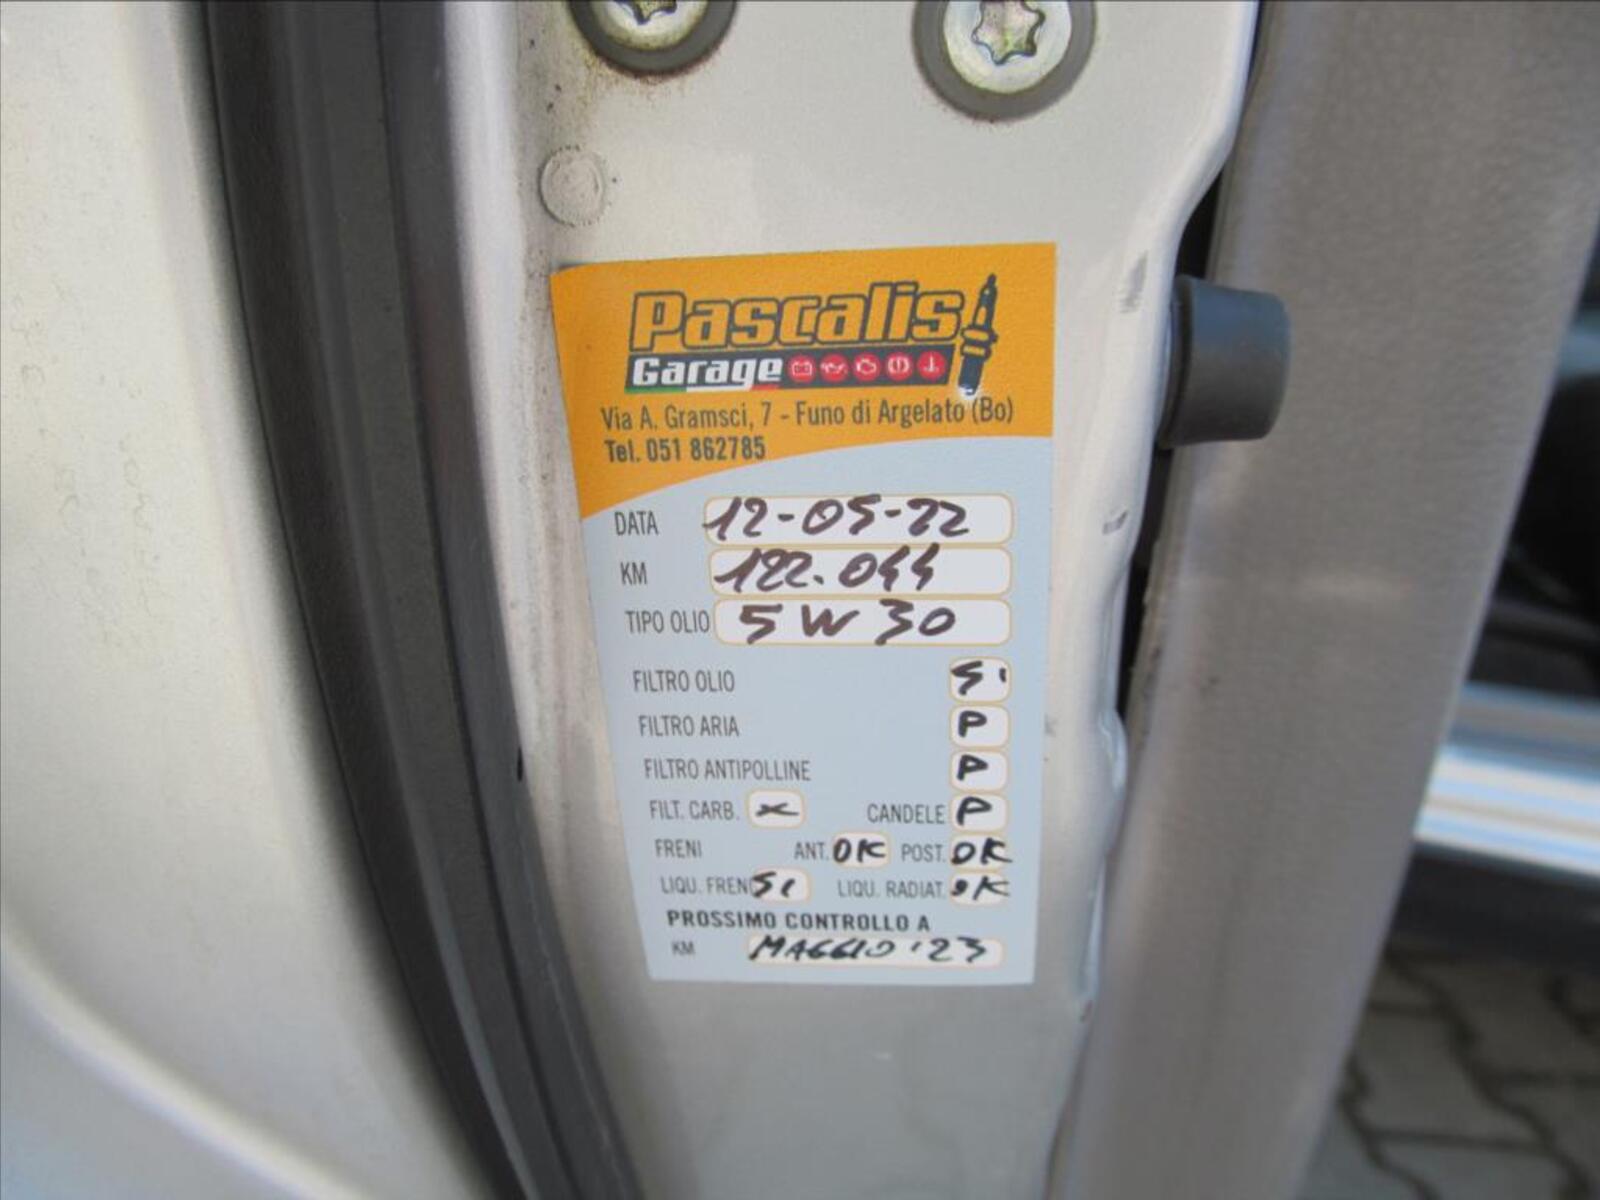 Pascalis
Garage
Via A. Gramsci, 7 - Funo di Argelato (Bo)
Tel. 051 862785
DATA 12-05-22
KM 122.044
TIPO OLIO 5W30
FILTRO OLIO SI
FILTRO ARIA P
FILTRO ANTIPOLLINE P
FILT. CARB. X CANDELE P
FRENI ANT. OK POST. OK
LIQU. FRENI SI LIQU. RADIAT. OK
PROSSIMO CONTROLLO A
KM MAGGIO '23